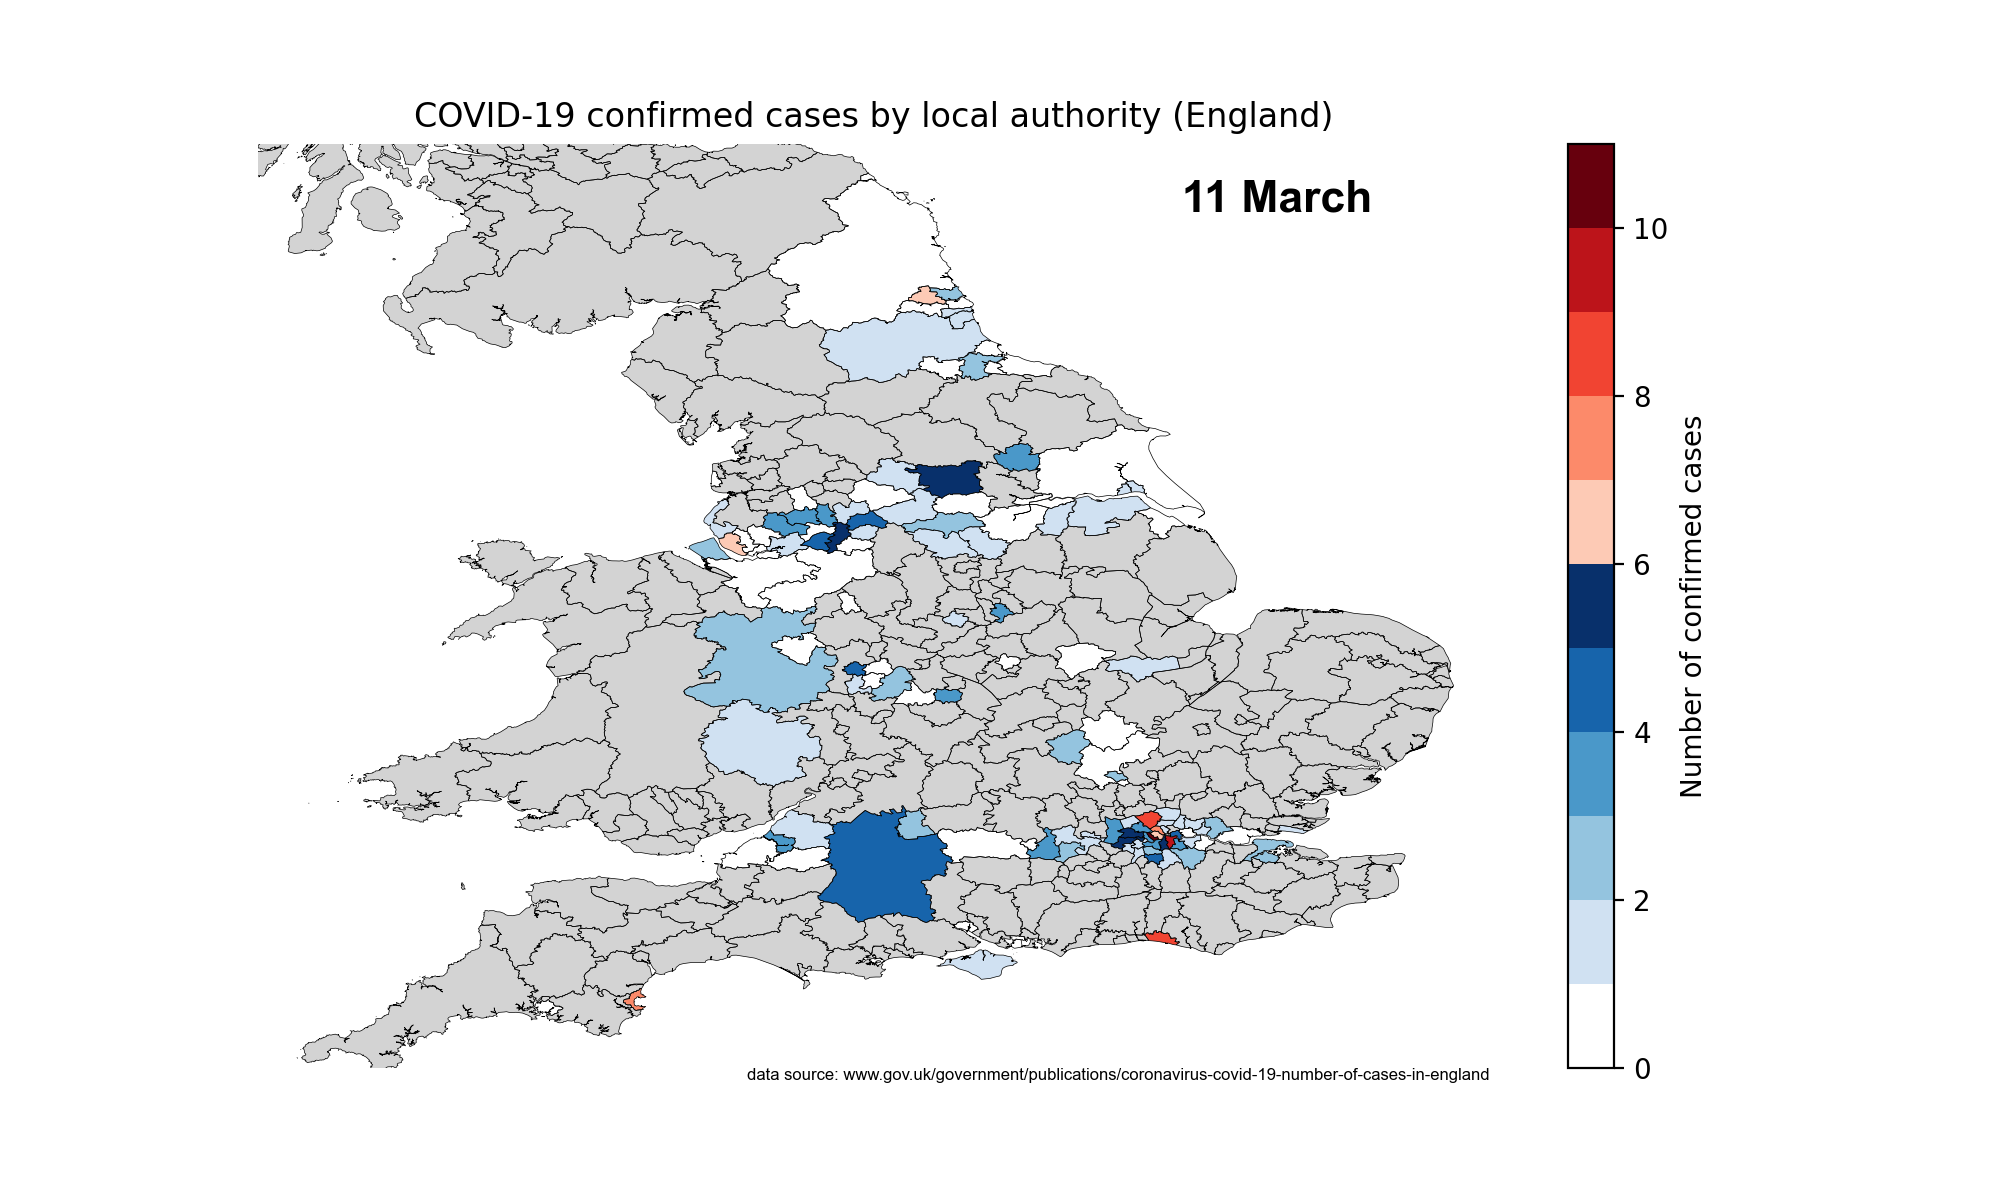 COVID-19 confirmed cases by local authority (England)
11 March
10
8
6
4
2
0
Number of confirmed cases
data source: www.gov.uk/government/publications/coronavirus-covid-19-number-of-cases-in-england